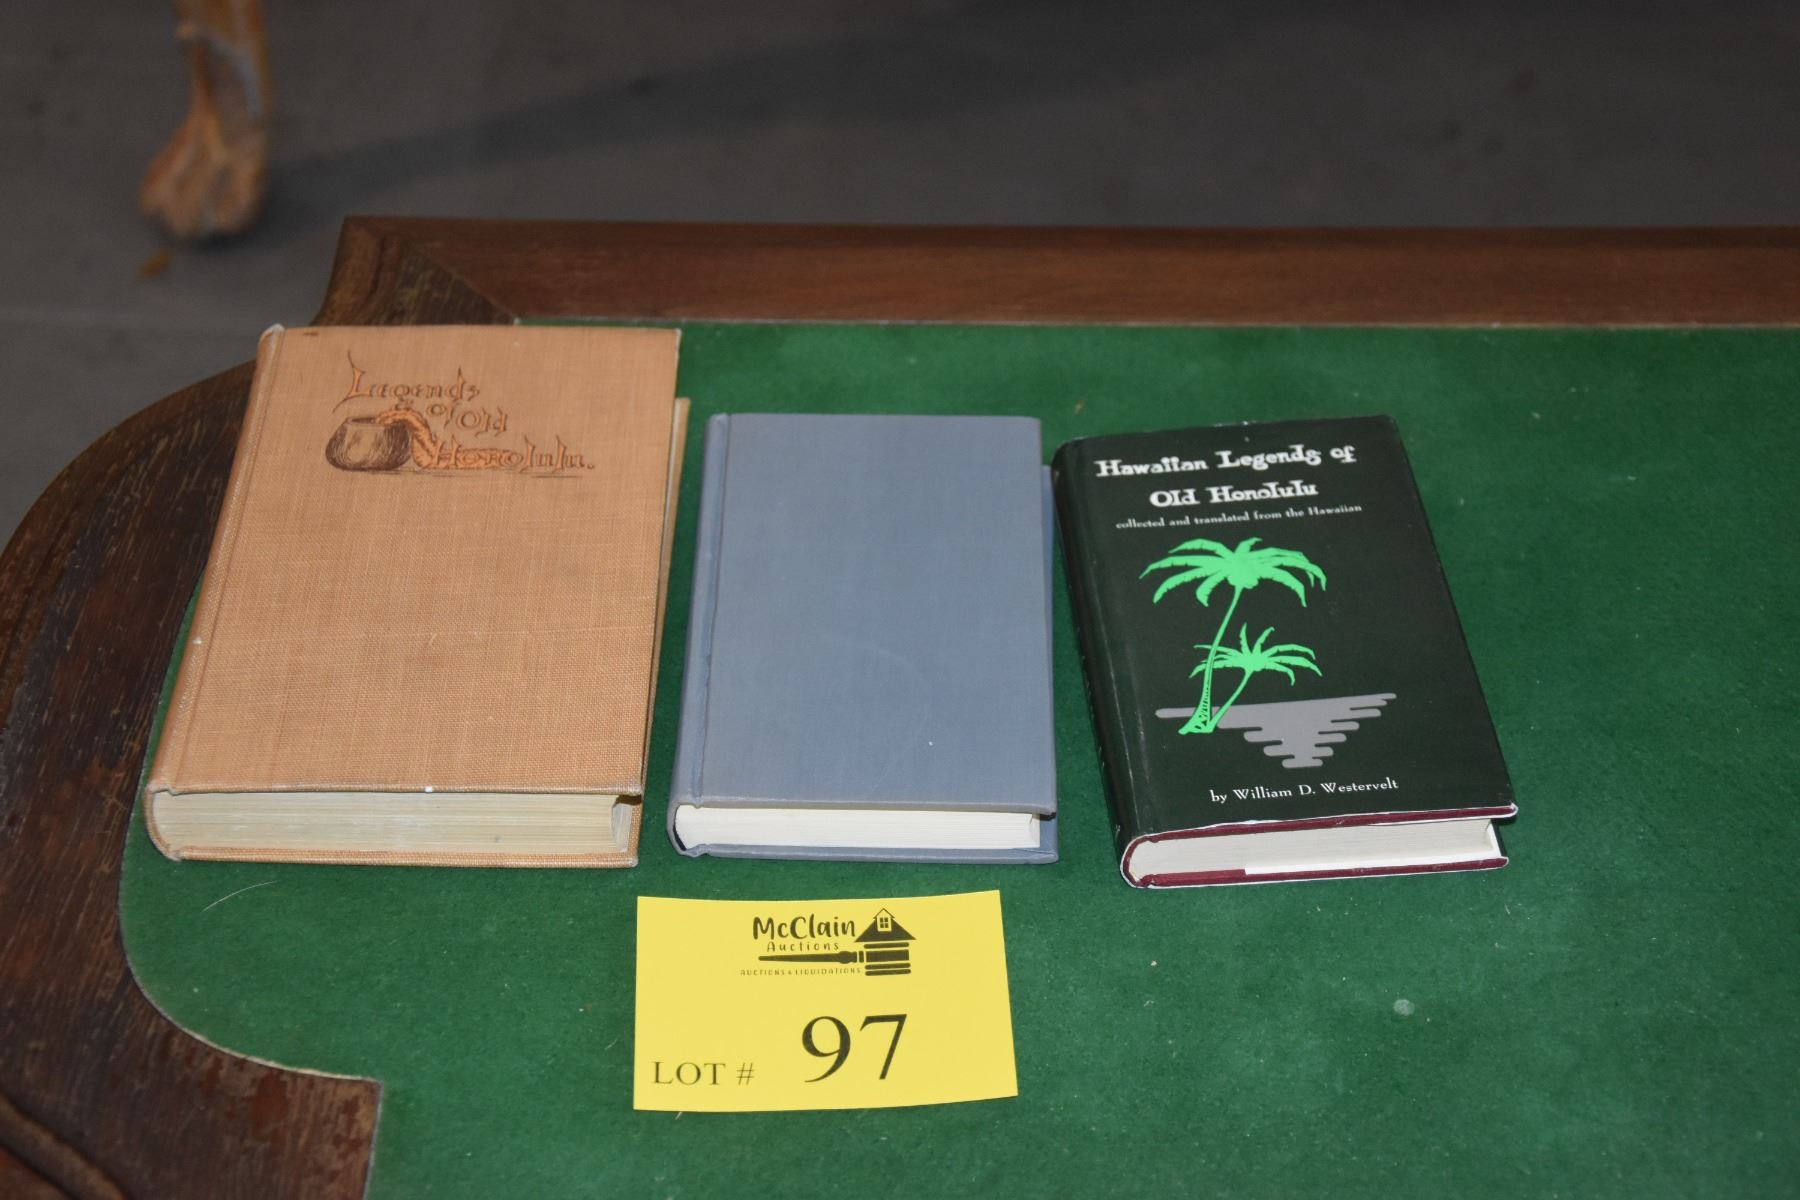 Legends
of Old
Honolulu.
Hawaiian Legends of
Old Honolulu
collected and translated from the Hawaiian
by William D. Westervelt
McClain
Auctions
AUCTIONS & LIQUIDATIONS
LOT # 97